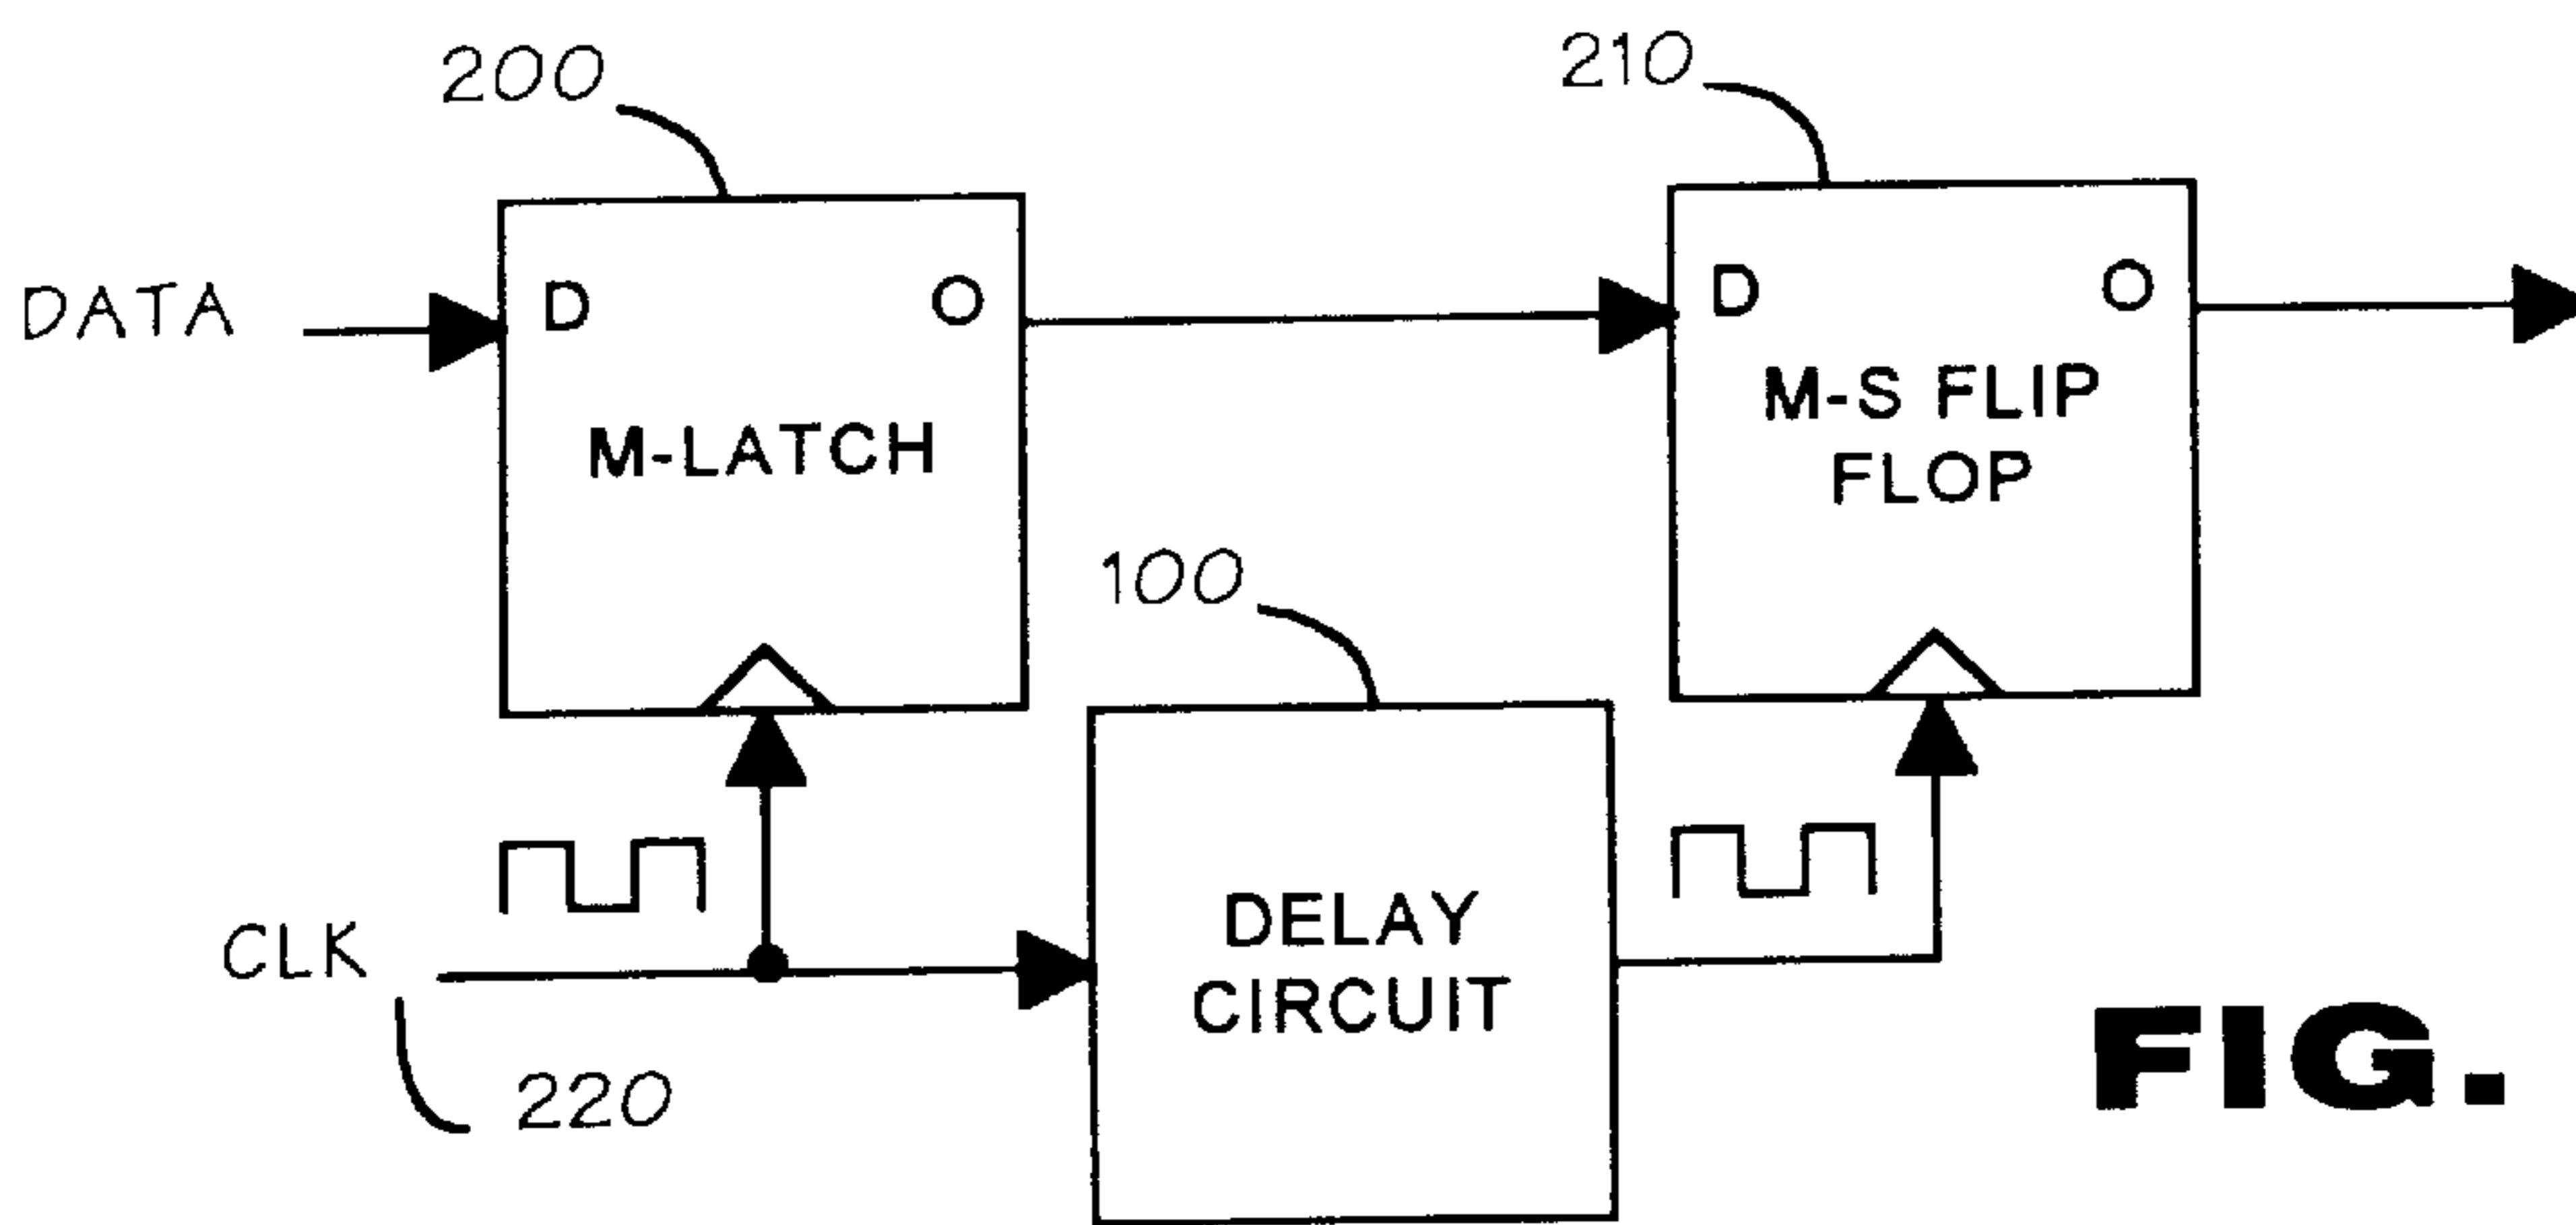 200
210
DATA
D
O
D
O
M-LATCH
M-S FLIP
FLOP
100
CLK
DELAY
CIRCUIT
220
FIG.